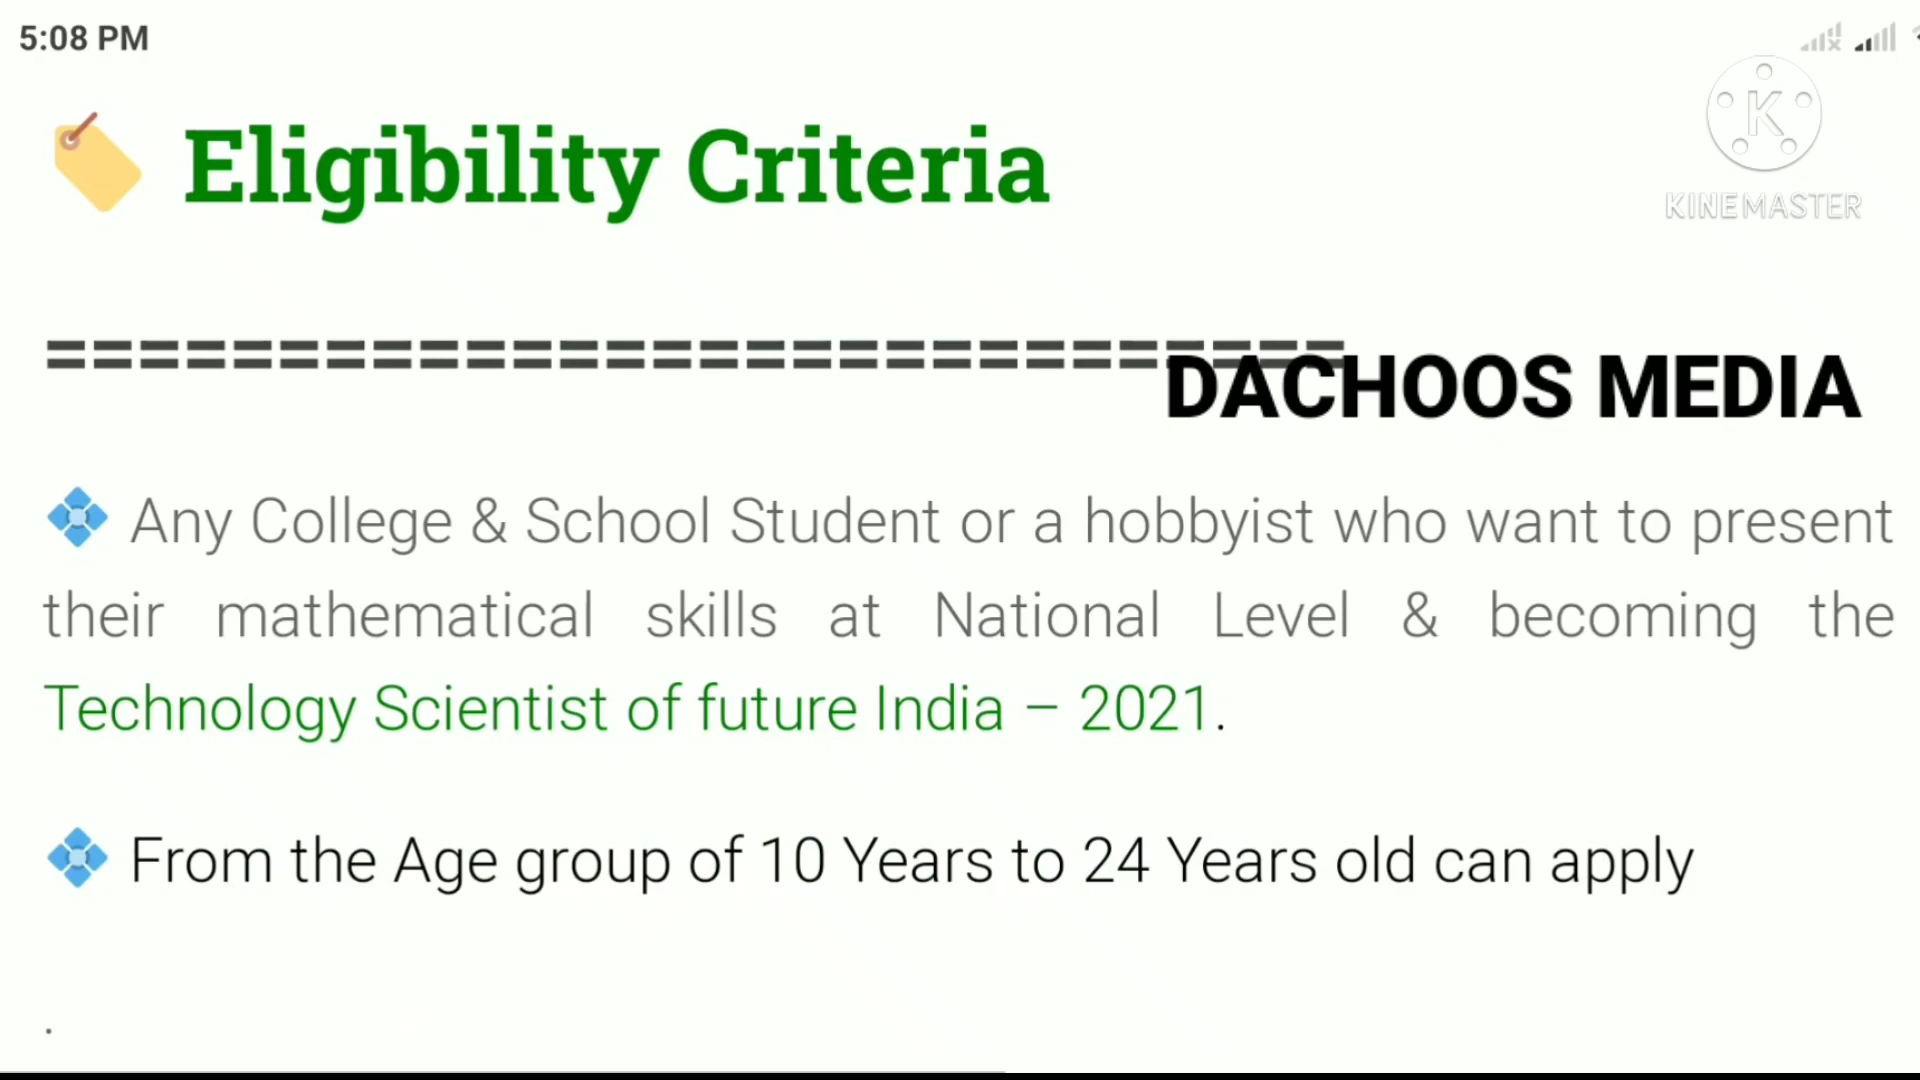 5:08 PM
Eligibility Criteria
K
KINEMASTER
============================
DACHOOS MEDIA
Any College & School Student or a hobbyist who want to present
their mathematical skills at National Level & becoming the
Technology Scientist of future India – 2021.
From the Age group of 10 Years to 24 Years old can apply
.